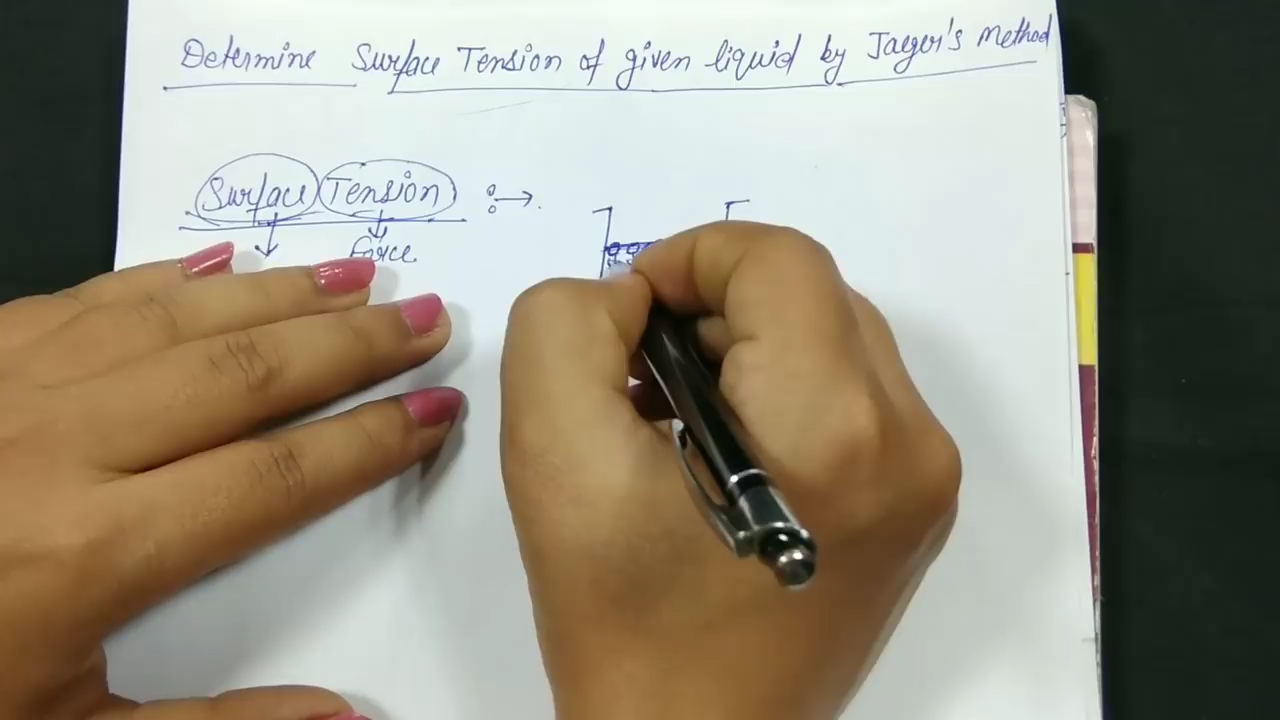 Determine Surface Tension of given liquid by Jaeger's Method
Surface Tension
force